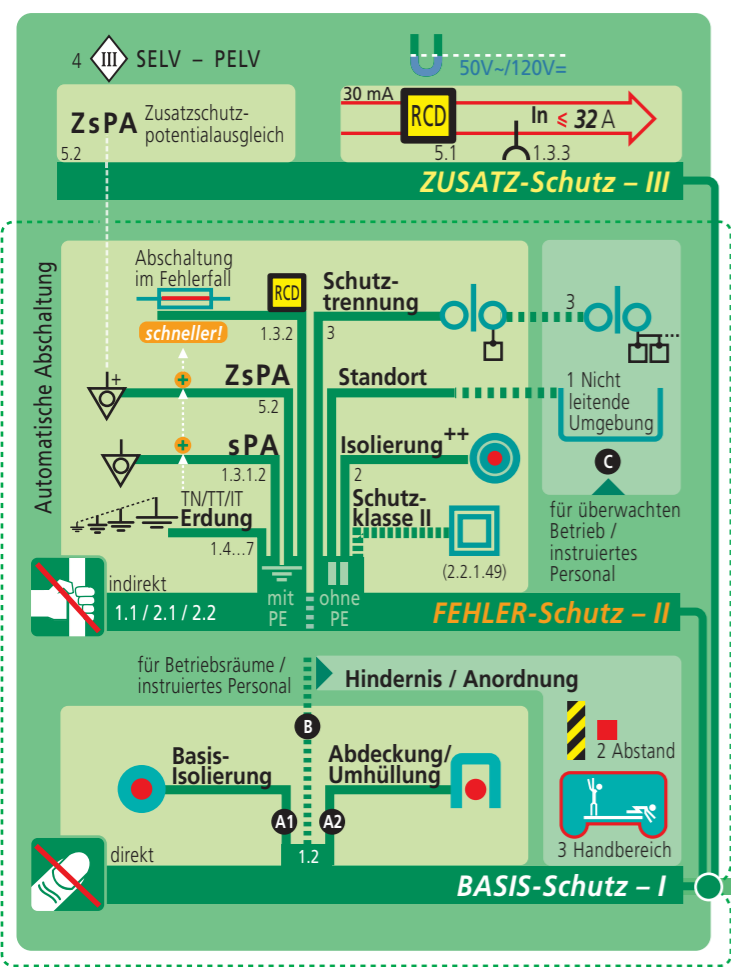 4 III SELV – PELV
50V~/120V=
ZsPA Zusatzschutz-
potentialausgleich
5.2
30 mA
RCD
In ≤ 32 A
5.1
1.3.3
ZUSATZ-Schutz – III
Automatische Abschaltung
Abschaltung
im Fehlerfall
RCD
schneller!
1.3.2
+
+
ZsPA
5.2
+
sPA
1.3.1.2
TN/TT/IT
Erdung
1.4...7
Schutz-
trennung
3
3
...
Standort
1 Nicht
leitende
Umgebung
Isolierung++
2
C
Schutz-
klasse II
(2.2.1.49)
für überwachten
Betrieb /
instruiertes
Personal
indirekt
1.1 / 2.1 / 2.2
mit
PE
ohne
PE
FEHLER-Schutz – II
für Betriebsräume /
instruiertes Personal
Hindernis / Anordnung
B
2 Abstand
3 Handbereich
Basis-
Isolierung
Abdeckung/
Umhüllung
A1
A2
direkt
1.2
BASIS-Schutz – I